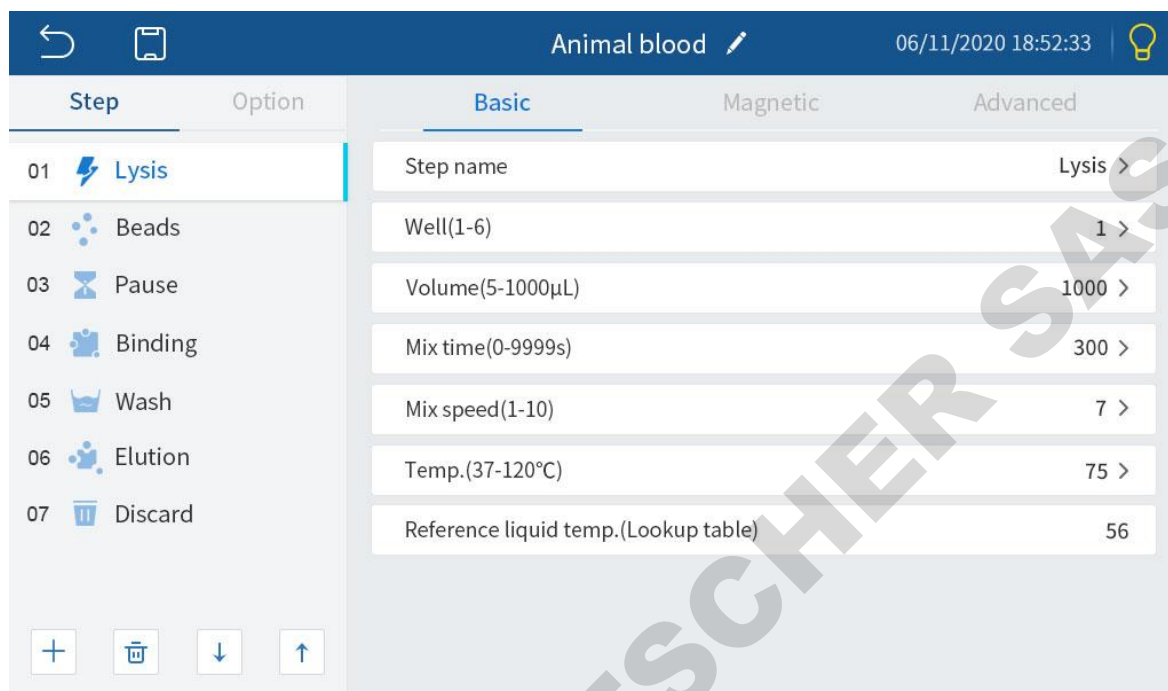 Animal blood 06/11/2020 18:52:33
Step Option
Basic Magnetic Advanced
01 Lysis
02 Beads
03 Pause
04 Binding
05 Wash
06 Elution
07 Discard
Step name Lysis >
Well(1-6) 1 >
Volume(5-1000μL) 1000 >
Mix time(0-9999s) 300 >
Mix speed(1-10) 7 >
Temp.(37-120℃) 75 >
Reference liquid temp.(Lookup table) 56
TSCHER SAS